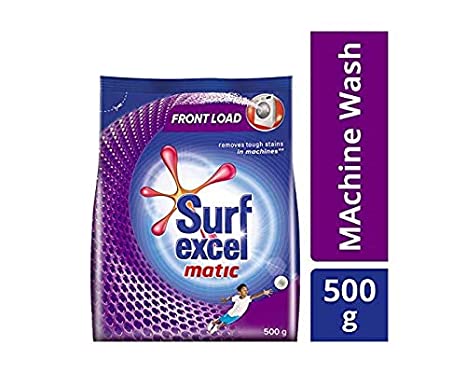 FRONT LOAD
removes tough stains
in machines**
Surf
excel
matic
500 g
MAchine Wash
500
g